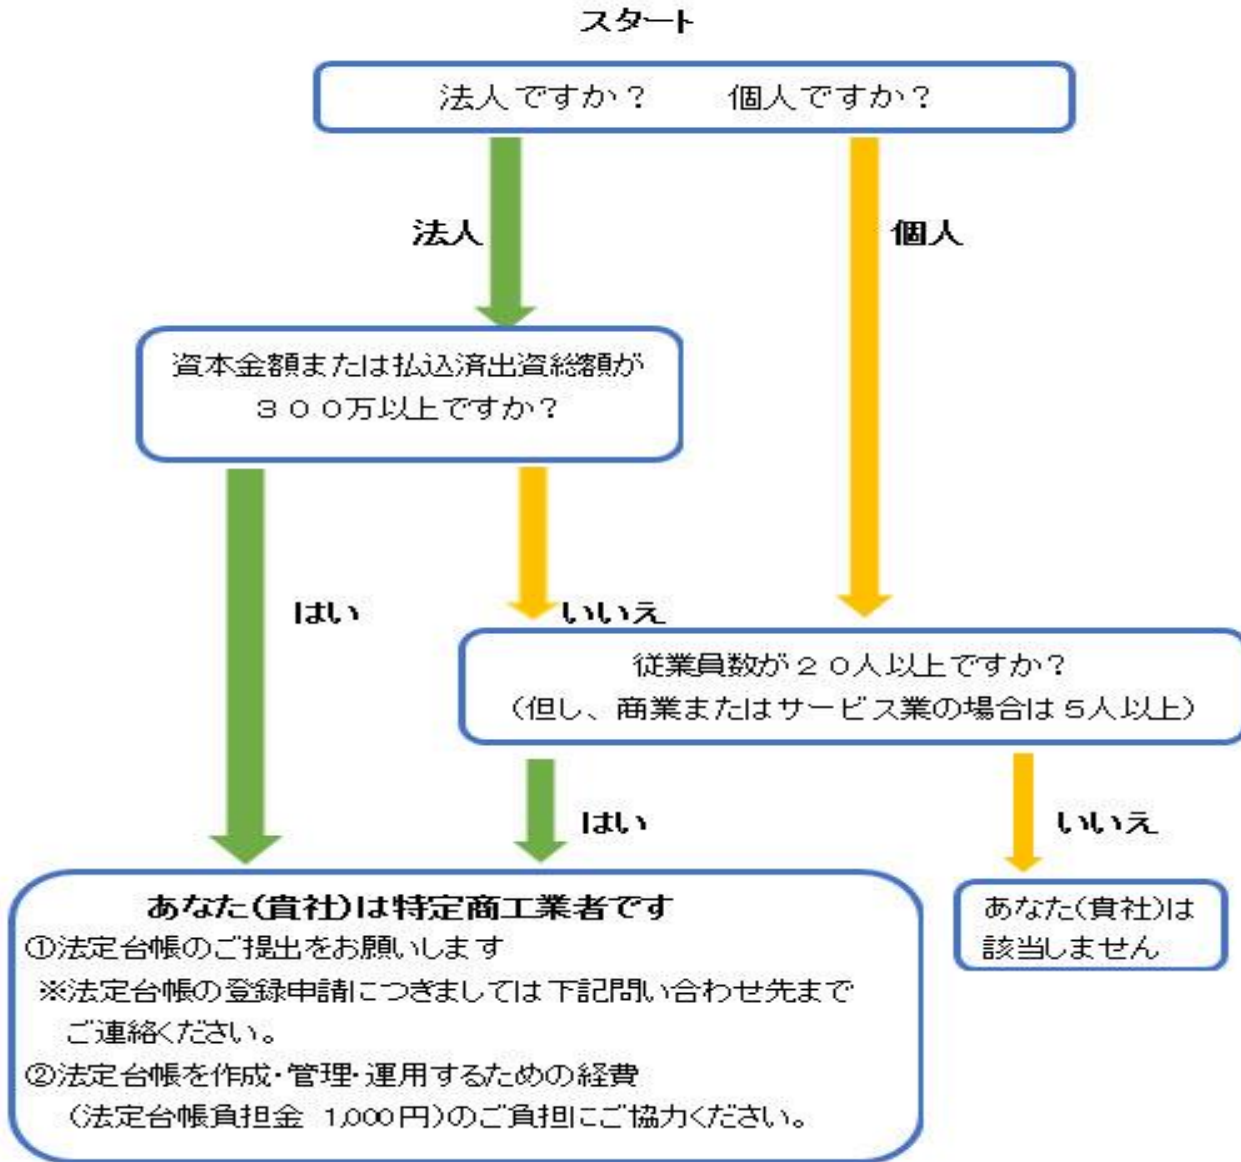 スタート
法人ですか？　　個人ですか？
法人
個人
資本金額または払込済出資総額が
３００万以上ですか？
はい
いいえ
従業員数が２０人以上ですか？
（但し、商業またはサービス業の場合は５人以上）
はい
いいえ
あなた（貴社）は特定商工業者です
①法定台帳のご提出をお願いします
※法定台帳の登録申請につきましては下記問い合わせ先まで
ご連絡ください。
②法定台帳を作成・管理・運用するための経費
（法定台帳負担金 1,000円）のご負担にご協力ください。
あなた（貴社）は
該当しません